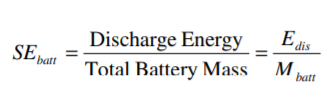 SE_batt = Discharge Energy / Total Battery Mass = E_dis / M_batt